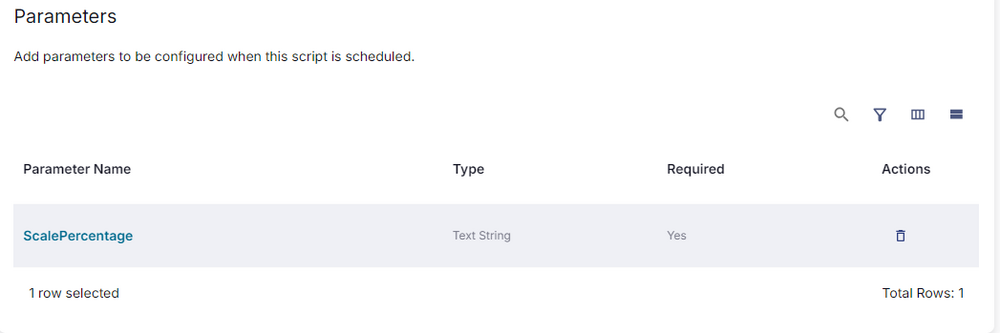 Parameters
Add parameters to be configured when this script is scheduled.
Parameter Name Type Required Actions
ScalePercentage Text String Yes
1 row selected Total Rows: 1